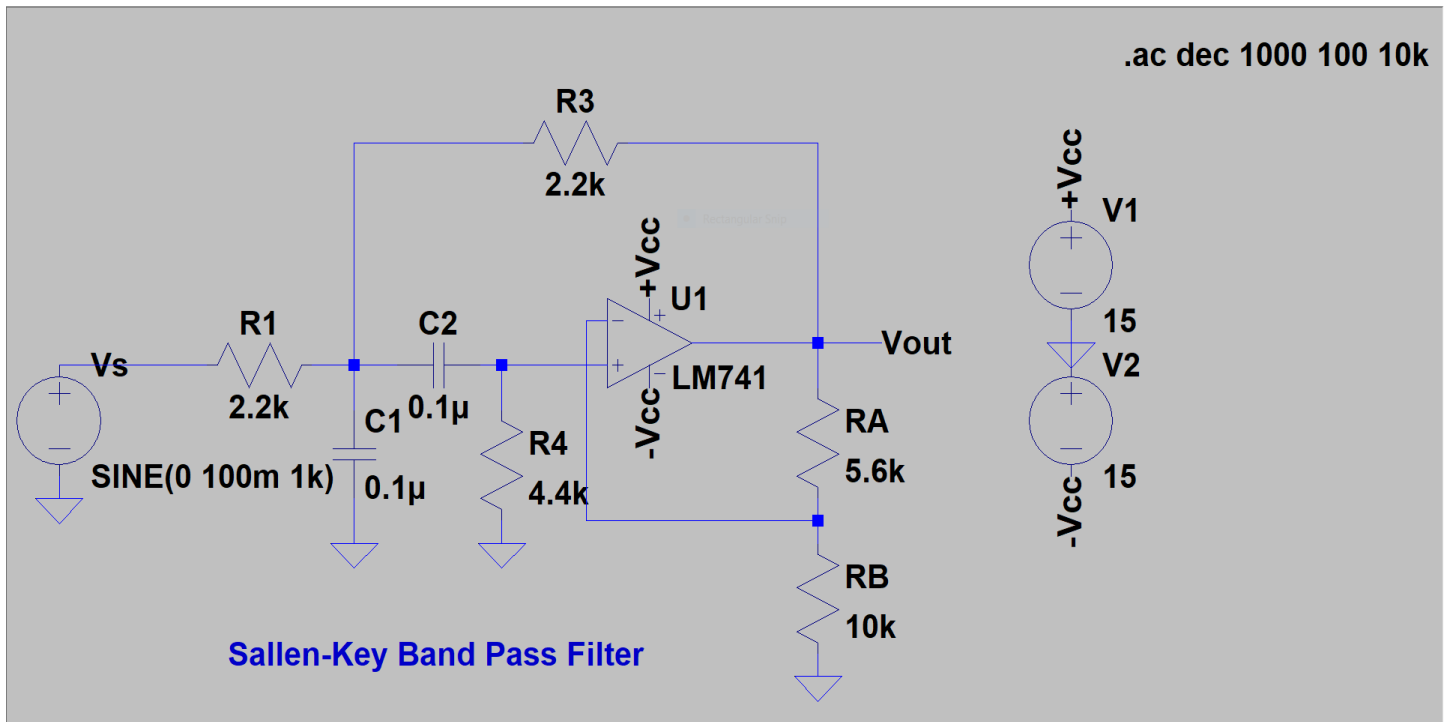 .ac dec 1000 100 10k
R3
2.2k
+Vcc
V1
15
+Vcc
U1
LM741
-Vcc
Vout
R1
2.2k
Vs
C2
0.1µ
C1
0.1µ
SINE(0 100m 1k)
R4
4.4k
RA
5.6k
V2
15
-Vcc
RB
10k
Sallen-Key Band Pass Filter